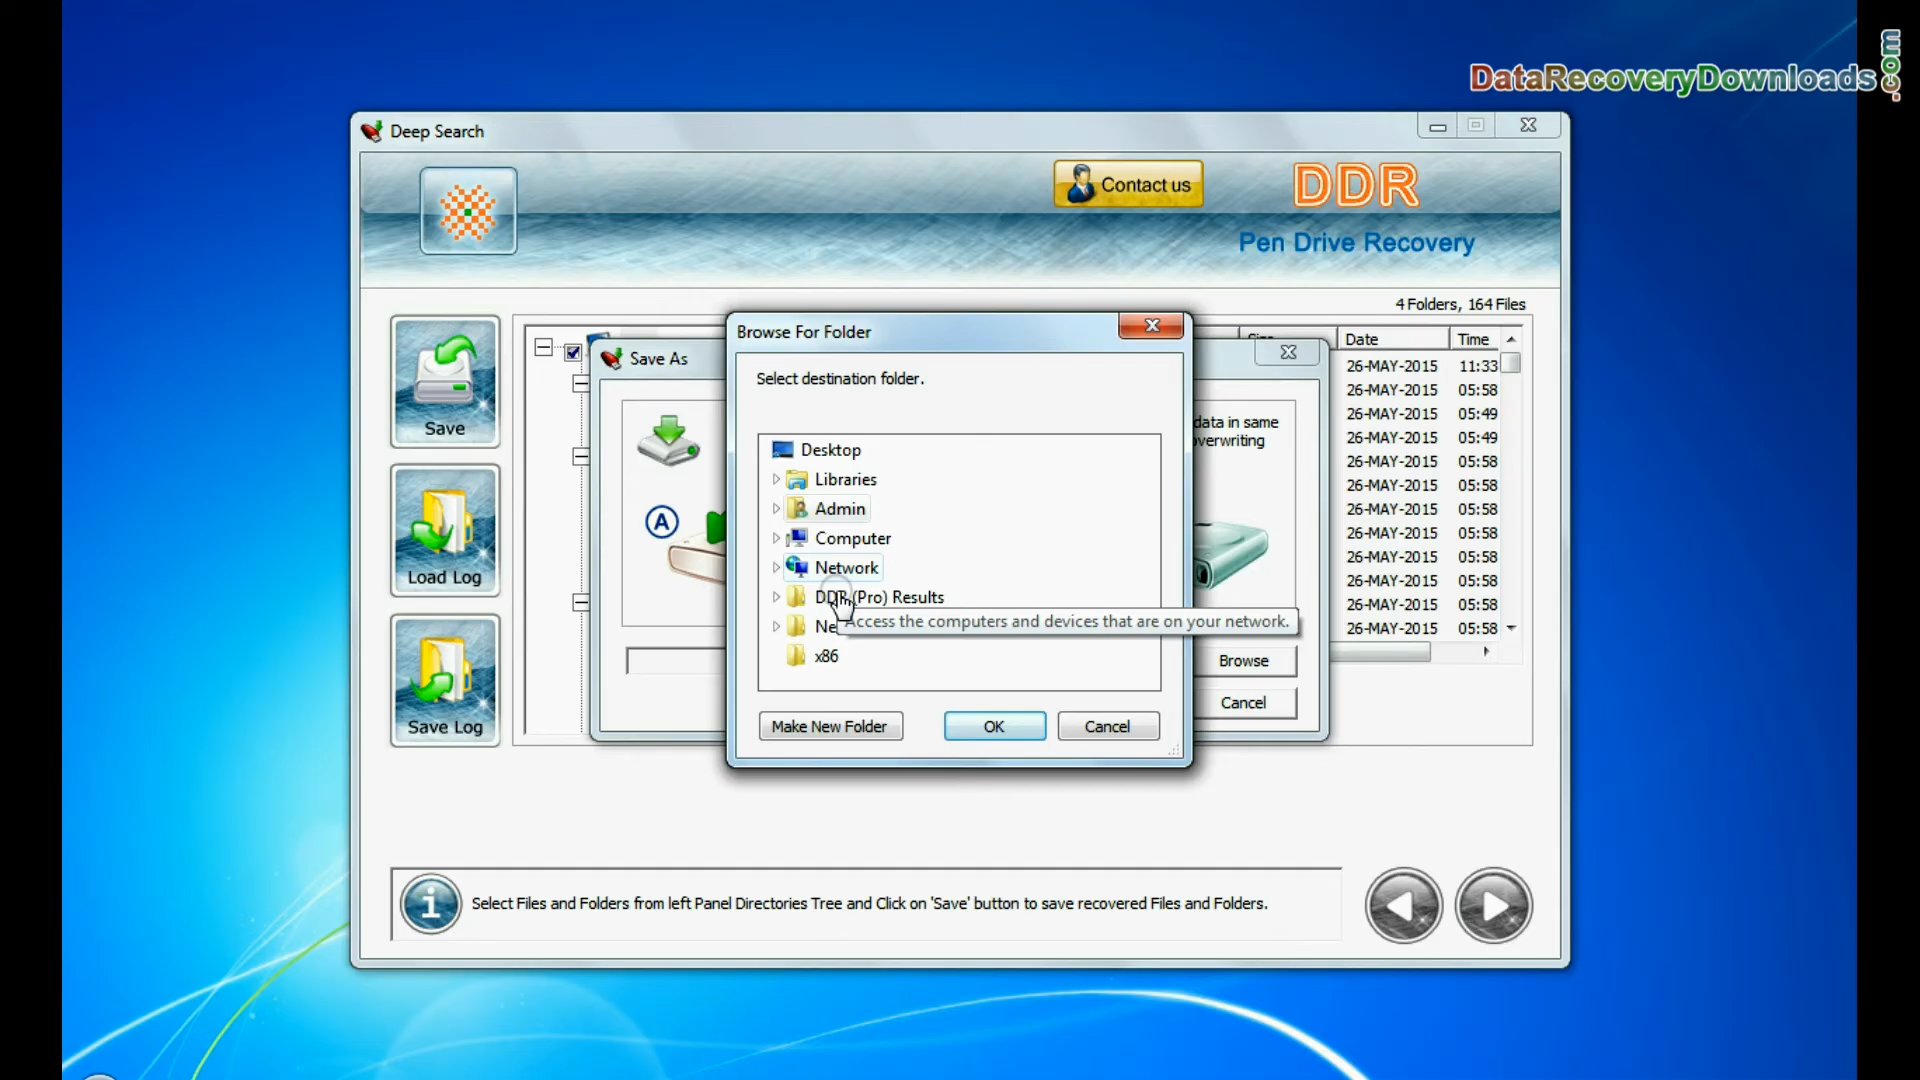 DataRecoveryDownloads.com
Deep Search
Contact us
DDR
Pen Drive Recovery
4 Folders, 164 Files
Save
Load Log
Save Log
Save As
A
data in same
overwriting
Browse
Cancel
Browse For Folder
Select destination folder.
Desktop
Libraries
Admin
Computer
Network
DDR (Pro) Results
Access the computers and devices that are on your network.
x86
Make New Folder
OK
Cancel
Date Time
26-MAY-2015 11:33
26-MAY-2015 05:58
26-MAY-2015 05:49
26-MAY-2015 05:49
26-MAY-2015 05:58
26-MAY-2015 05:58
26-MAY-2015 05:58
26-MAY-2015 05:58
26-MAY-2015 05:58
26-MAY-2015 05:58
26-MAY-2015 05:58
26-MAY-2015 05:58
Select Files and Folders from left Panel Directories Tree and Click on 'Save' button to save recovered Files and Folders.